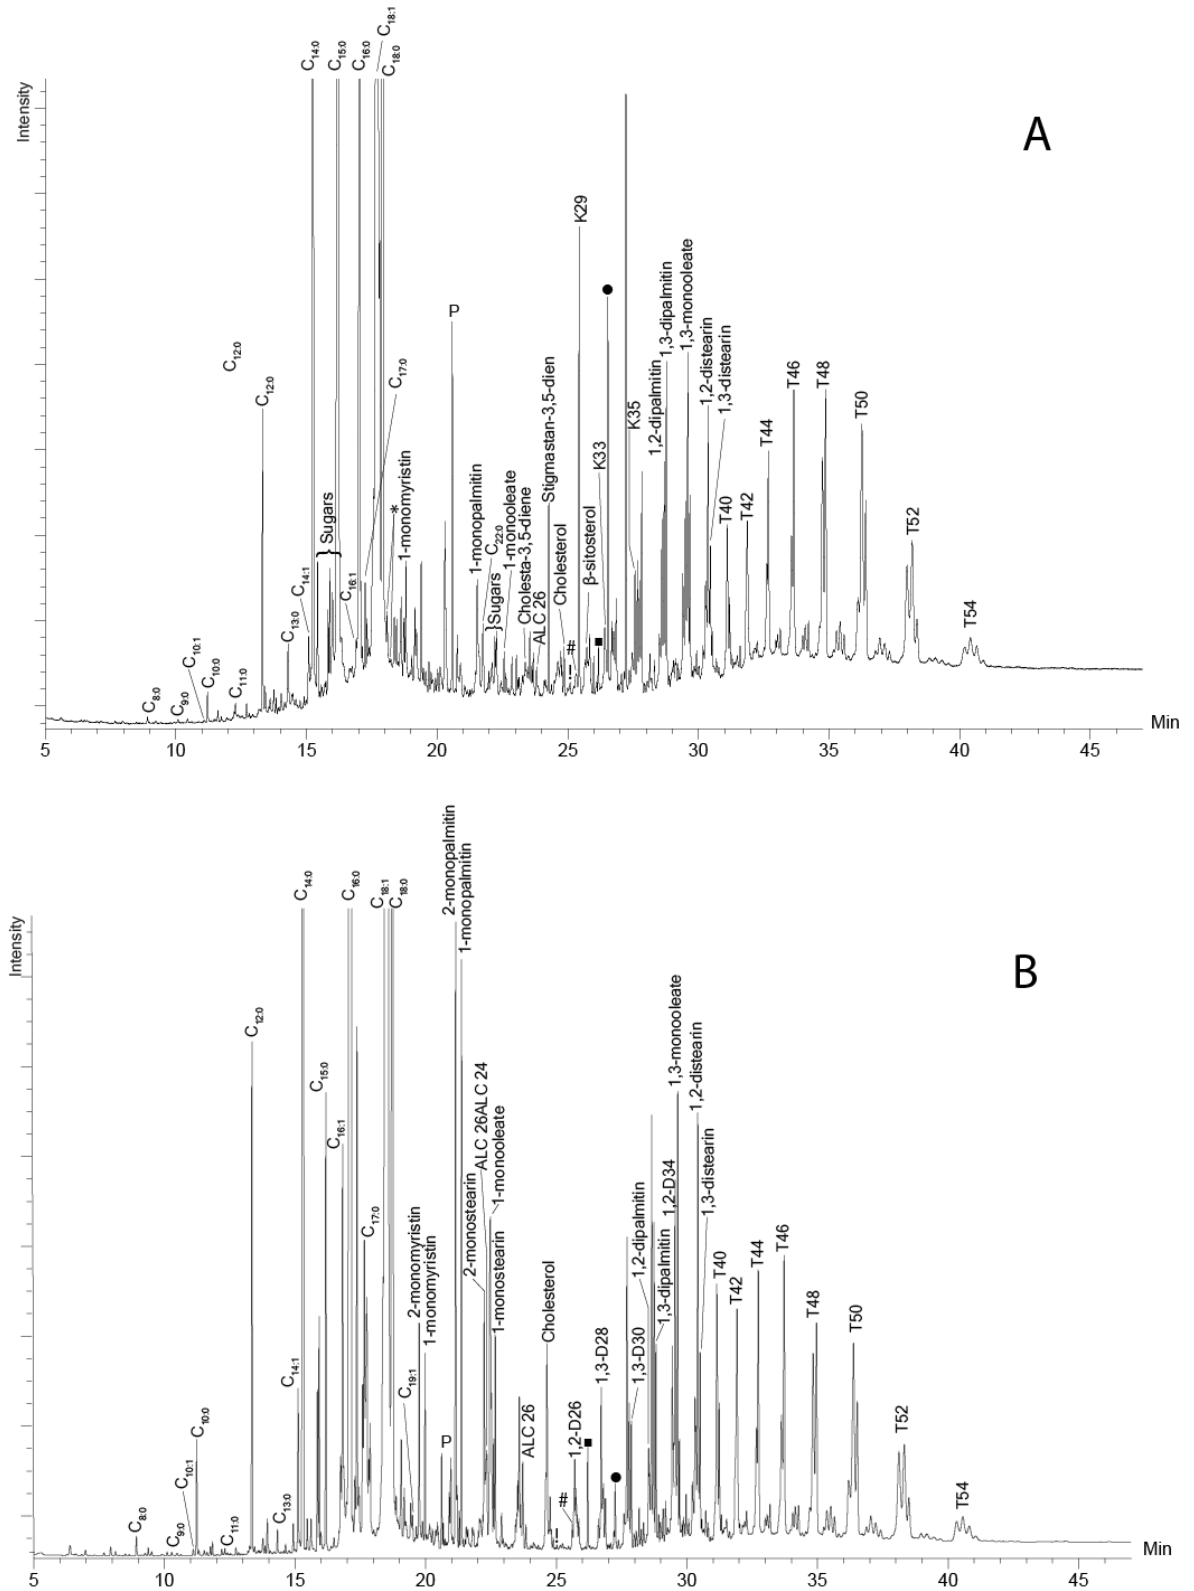 A
Intensity
C14:0
C15:0
C16:0
C18:1
C18:0
C12:0
C12:0
C17:0
P
K29
●
1,3-dipalmitin
1,3-monooleate
1,2-distearin
1,3-distearin
T46
T48
T50
Sugars
*
1-monomyristin
1-monopalmitin
C22:0
1-monooleate
Stigmastan-3,5-dien
K33
K35
1,2-dipalmitin
T44
T40
T42
T52
C14:1
C16:1
Sugars
Cholesta-3,5-diene
ALC 26
Cholesterol
#
!
β-sitosterol
■
T54
C8:0
C9:0
C10:1
C10:0
C11:0
C13:0
Min
5 10 15 20 25 30 35 40 45
B
Intensity
C14:0
C16:0
C18:1
C18:0
2-monopalmitin
1-monopalmitin
C12:0
C15:0
C16:1
C17:0
2-monomyristin
1-monomyristin
2-monostearin
ALC 26ALC 24
1-monooleate
1-monostearin
1,3-monooleate
1,2-distearin
1,2-D34
1,3-distearin
1,2-dipalmitin
1,3-dipalmitin
T40
T42
T44
T46
T48
T50
C14:1
C19:1
P
ALC 26
Cholesterol
#
!
1,2-D26
■
1,3-D28
●
1,3-D30
T52
T54
C8:0
C9:0
C10:1
C10:0
C11:0
C13:0
Min
5 10 15 20 25 30 35 40 45